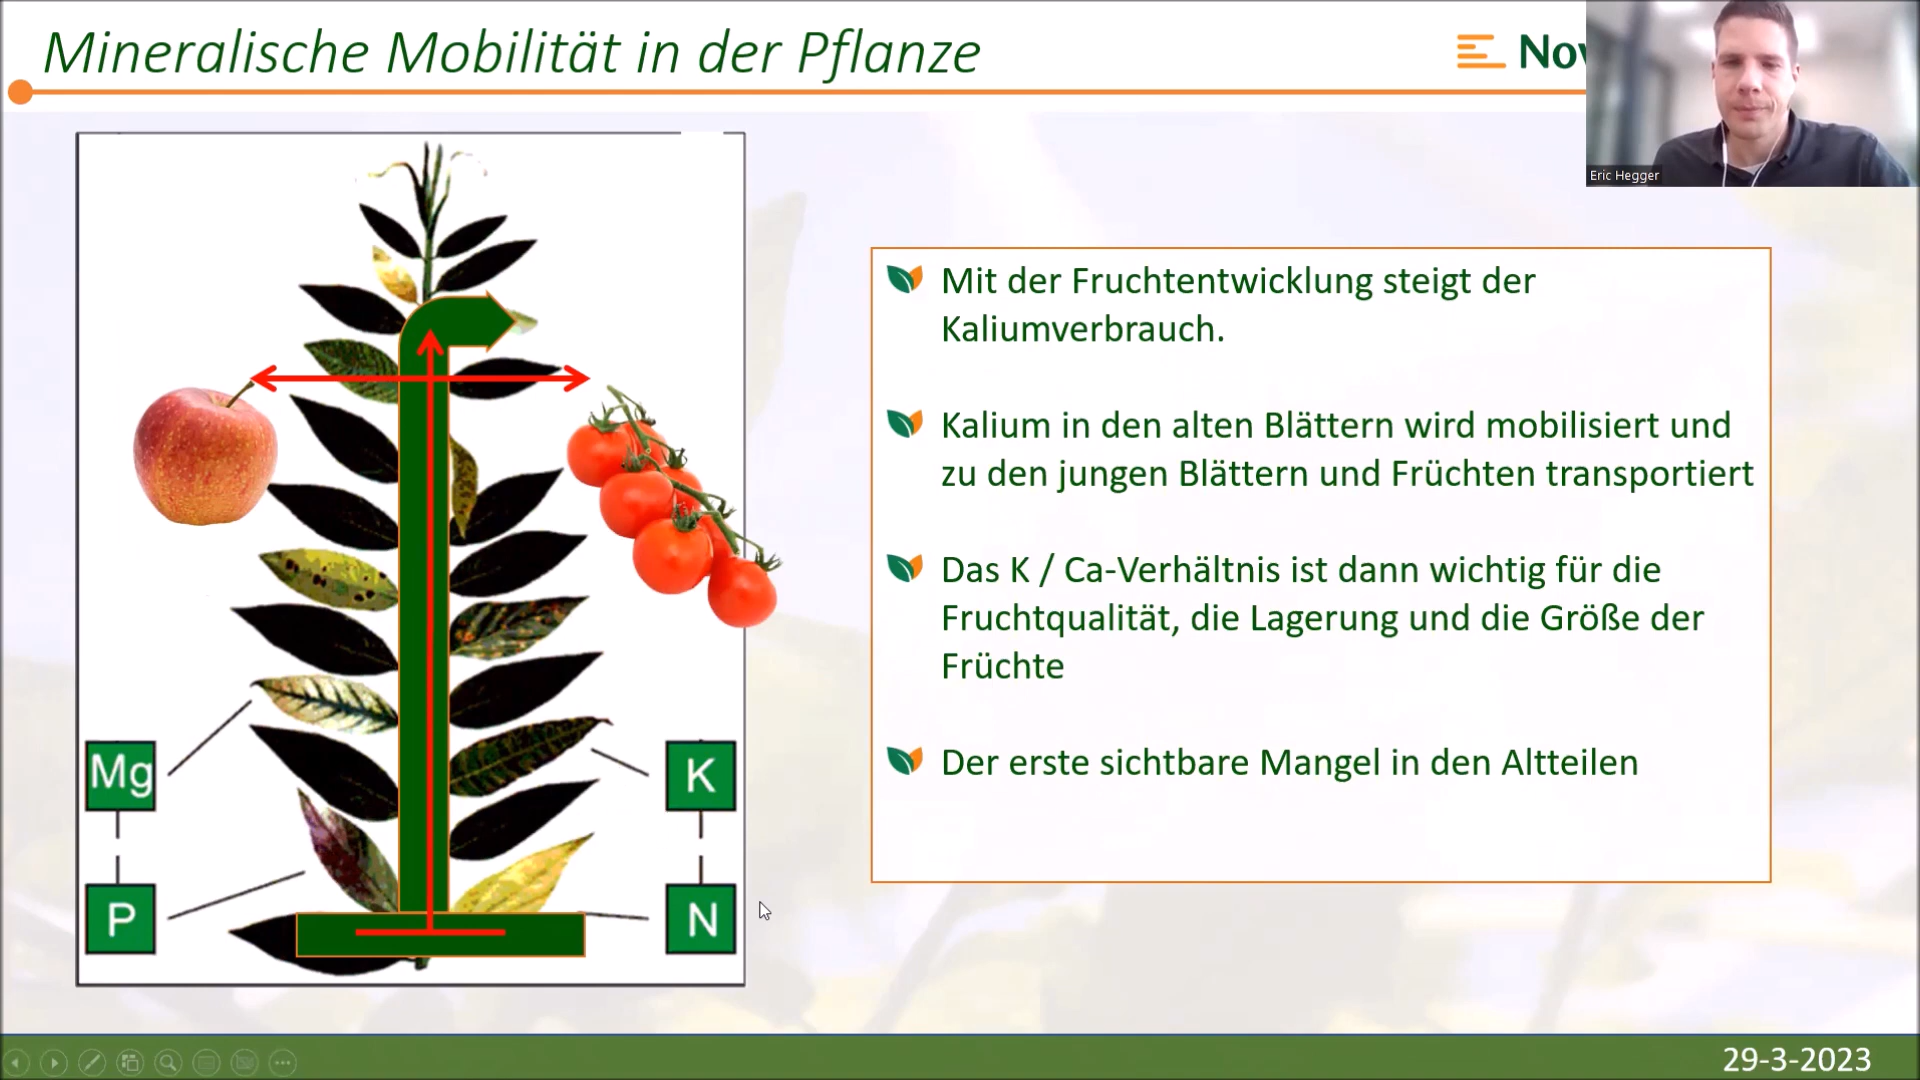 Mineralische Mobilität in der Pflanze
Eric Hegger
Mit der Fruchtentwicklung steigt der
Kaliumverbrauch.
Kalium in den alten Blättern wird mobilisiert und
zu den jungen Blättern und Früchten transportiert
Das K / Ca-Verhältnis ist dann wichtig für die
Fruchtqualität, die Lagerung und die Größe der
Früchte
Der erste sichtbare Mangel in den Altteilen
Mg
K
P
N
29-3-2023